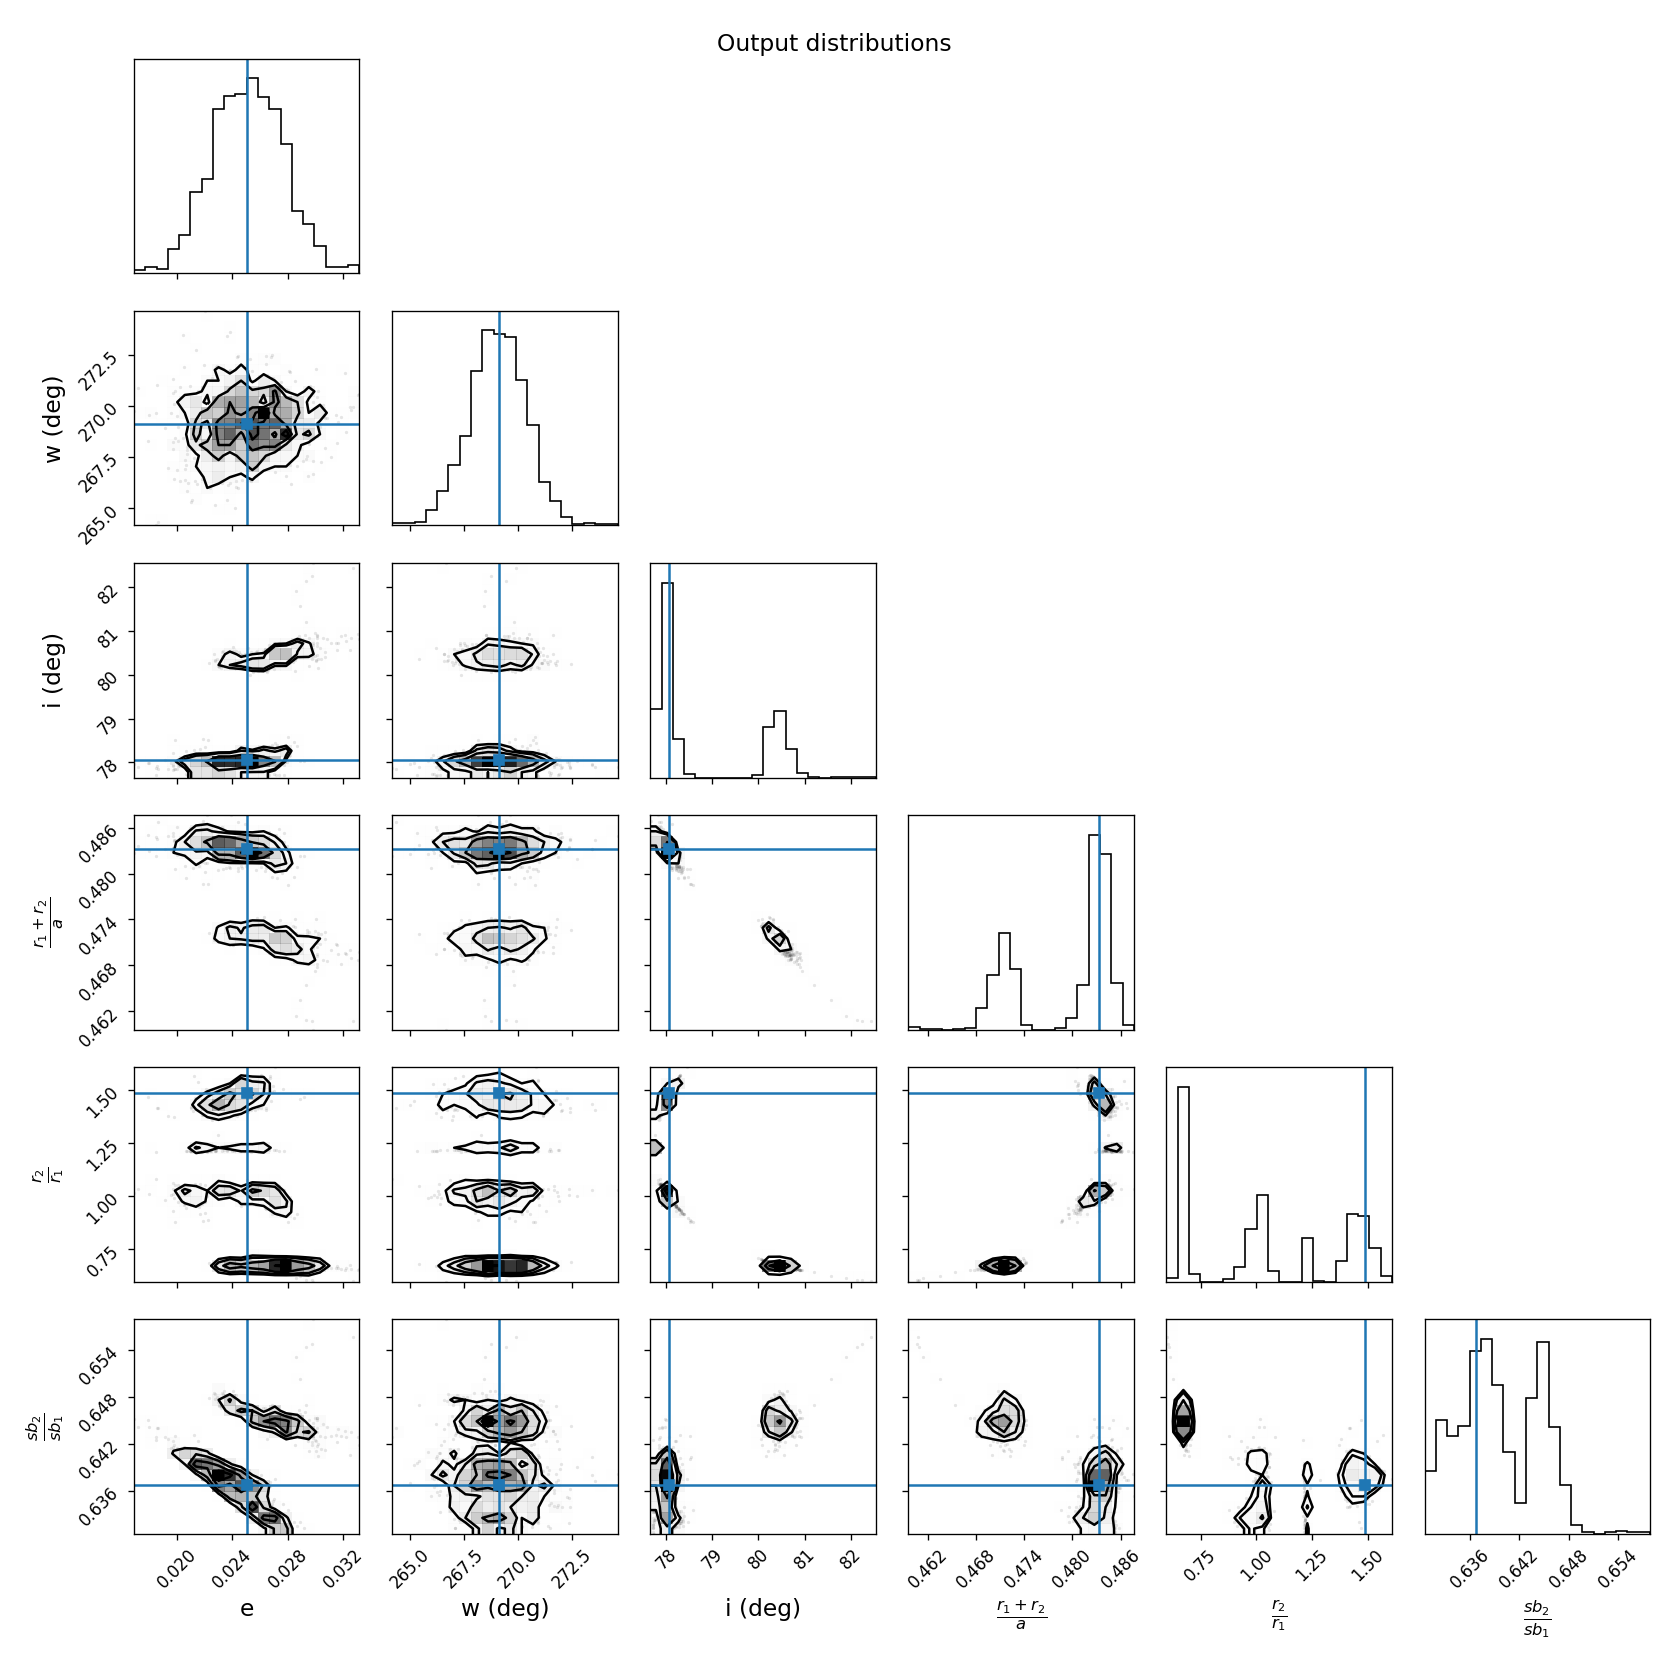 Output distributions
272.5
270.0
267.5
265.0
w (deg)
82
81
80
79
78
i (deg)
0.486
0.480
0.474
0.468
0.462
r₁ + r₂
a
1.50
1.25
1.00
0.75
r₂
r₁
0.654
0.648
0.642
0.636
sb₂
sb₁
0.020 0.024 0.028 0.032
265.0 267.5 270.0 272.5
78 79 80 81 82
0.462 0.468 0.474 0.480 0.486
0.75 1.00 1.25 1.50
0.636 0.642 0.648 0.654
e
w (deg)
i (deg)
r₁ + r₂
a
r₂
r₁
sb₂
sb₁